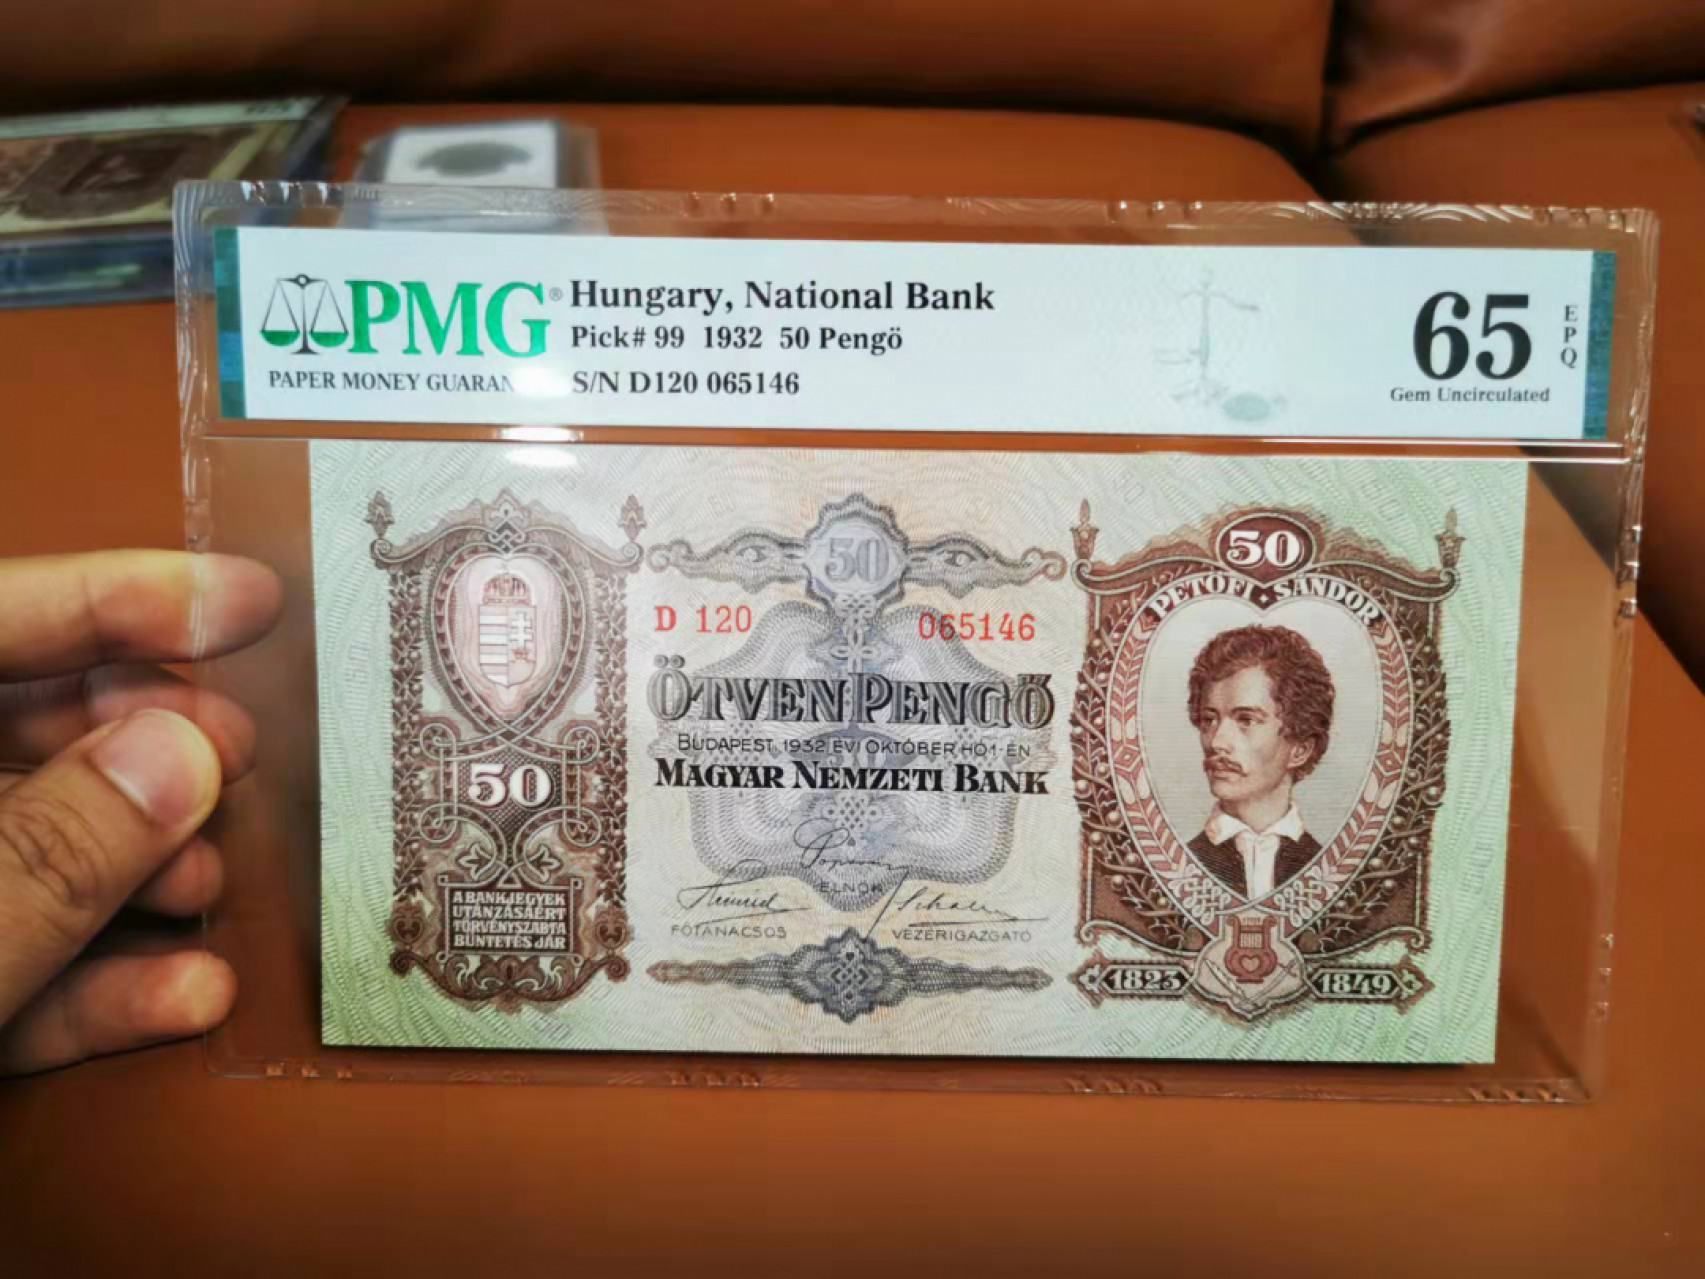 PMG®
PAPER MONEY GUARAN
Hungary, National Bank
Pick# 99 1932 50 Pengö
S/N D120 065146
65
EPQ
Gem Uncirculated
50
50
PETŐFI · SÁNDOR
D 120 065146
ÖTVEN PENGŐ
BUDAPEST, 1932 ÉVI OKTÓBER HÓ 1-ÉN
MAGYAR NEMZETI BANK
50
ELNÖK
FŐTANÁCSOS
VEZÉRIGAZGATÓ
A BANKJEGYEK
UTÁNZÁSÁÉRT
TÖRVÉNYSZABTA
BÜNTETÉS JÁR
1823
1849